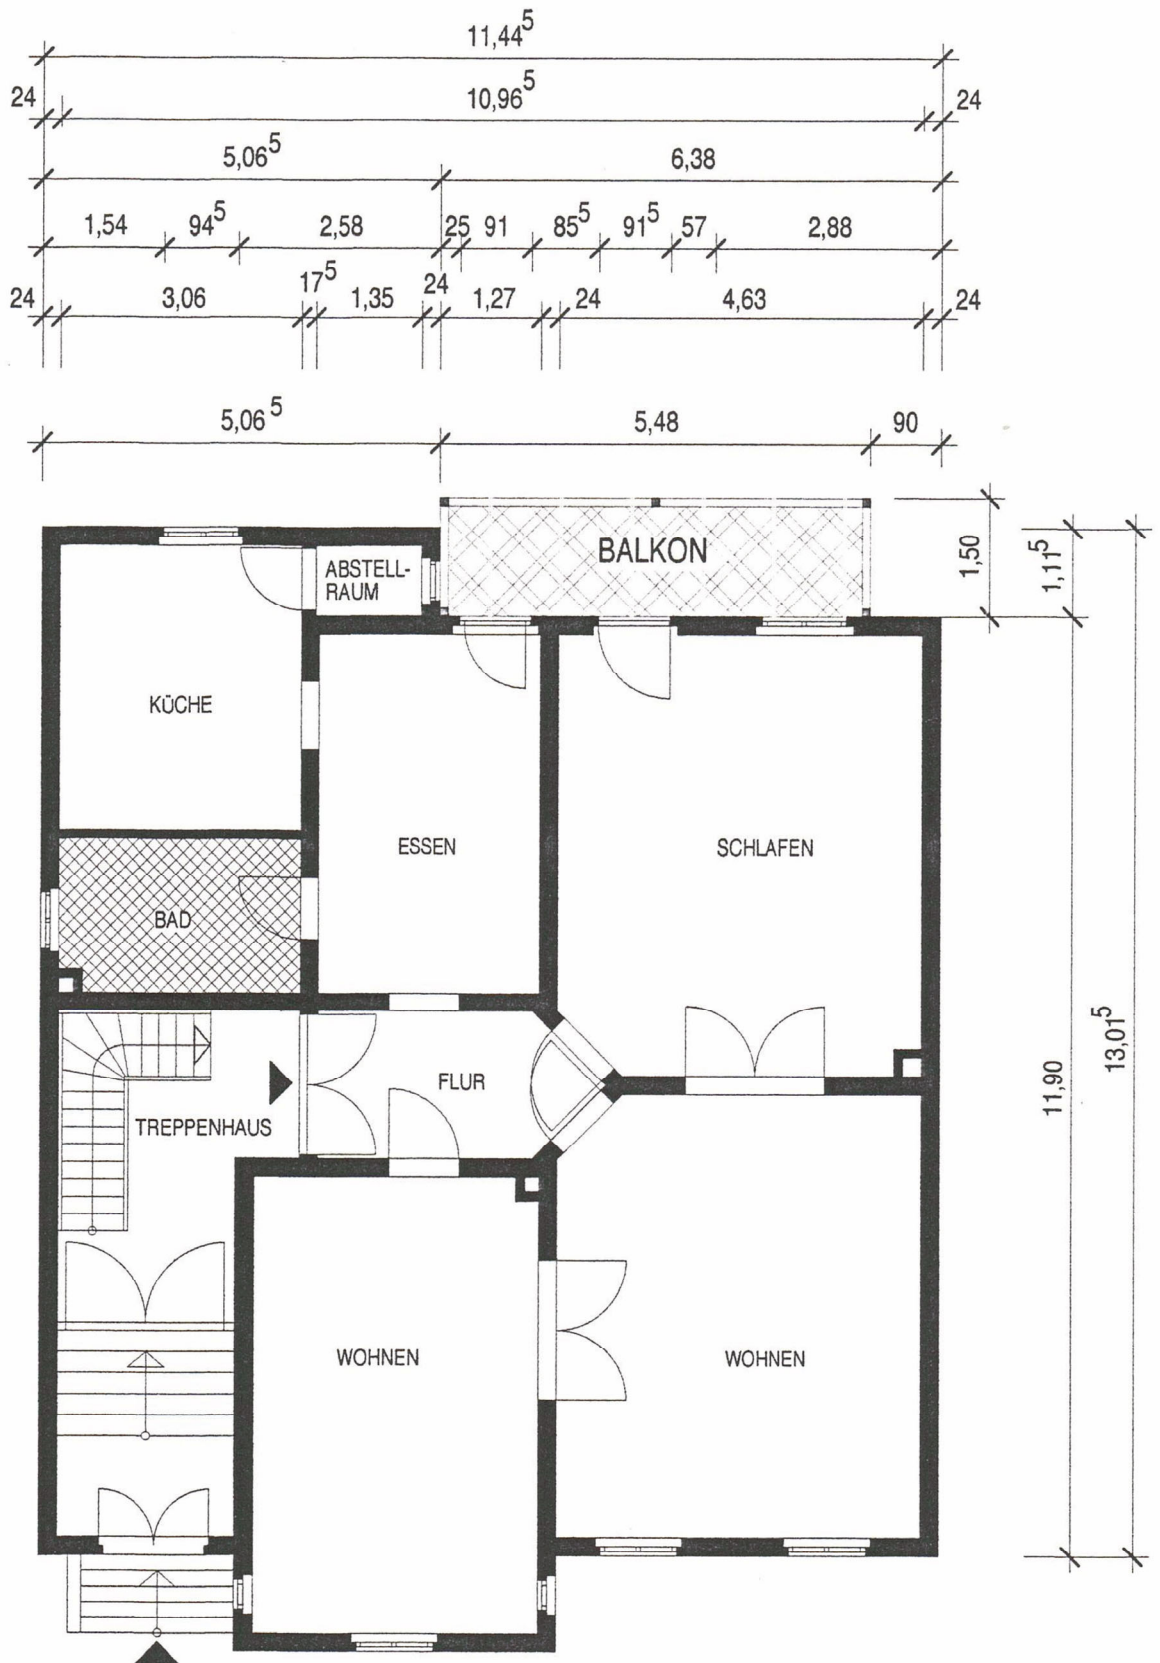 11,44⁵
24 10,96⁵ 24
5,06⁵ 6,38
1,54 94⁵ 2,58 25 91 85⁵ 91⁵ 57 2,88
24 3,06 17⁵ 1,35 24 1,27 24 4,63 24
5,06⁵ 5,48 90
BALKON
1,50
1,11⁵
ABSTELL-
RAUM
KÜCHE
ESSEN
SCHLAFEN
BAD
FLUR
TREPPENHAUS
11,90
13,01⁵
WOHNEN
WOHNEN